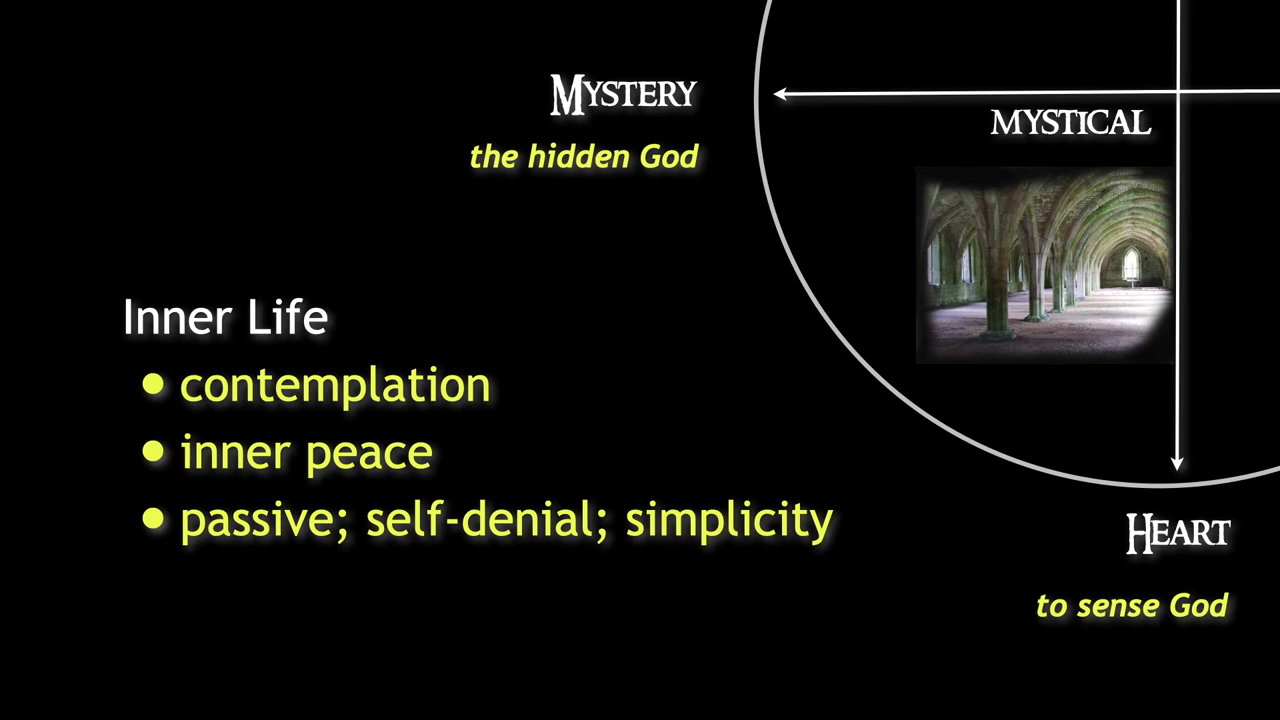 Mystery
the hidden God
MYSTICAL
Inner Life
• contemplation
• inner peace
• passive; self-denial; simplicity
Heart
to sense God